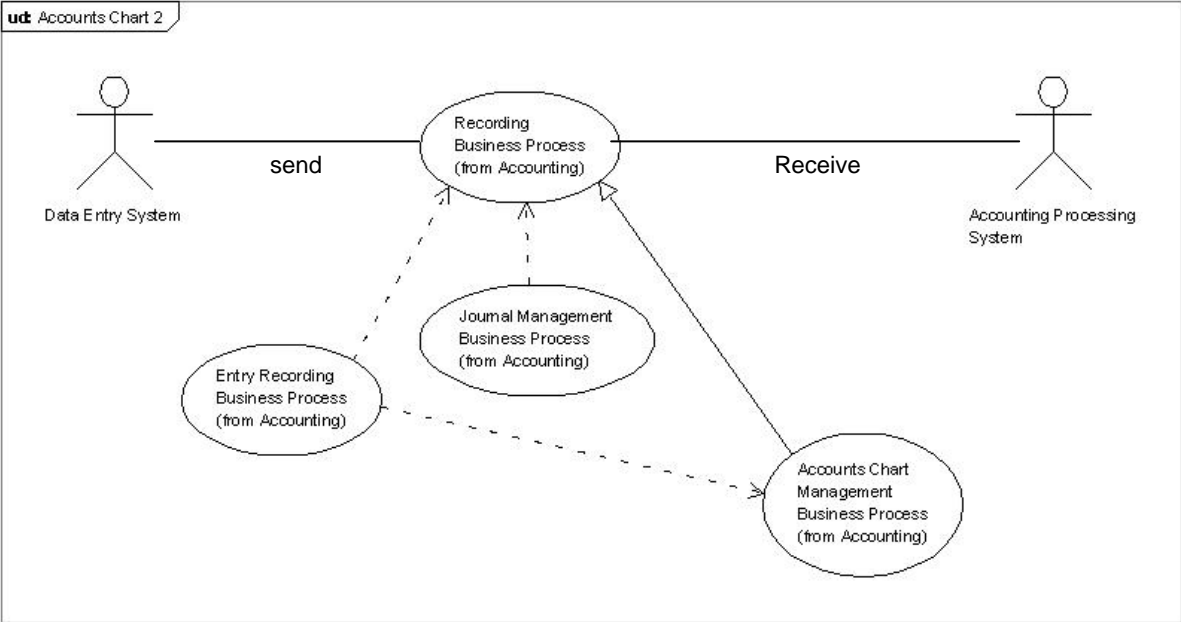 ud: Accounts Chart 2
Recording
Business Process
(from Accounting)
send
Receive
Data Entry System
Accounting Processing
System
Journal Management
Business Process
(from Accounting)
Entry Recording
Business Process
(from Accounting)
Accounts Chart
Management
Business Process
(from Accounting)